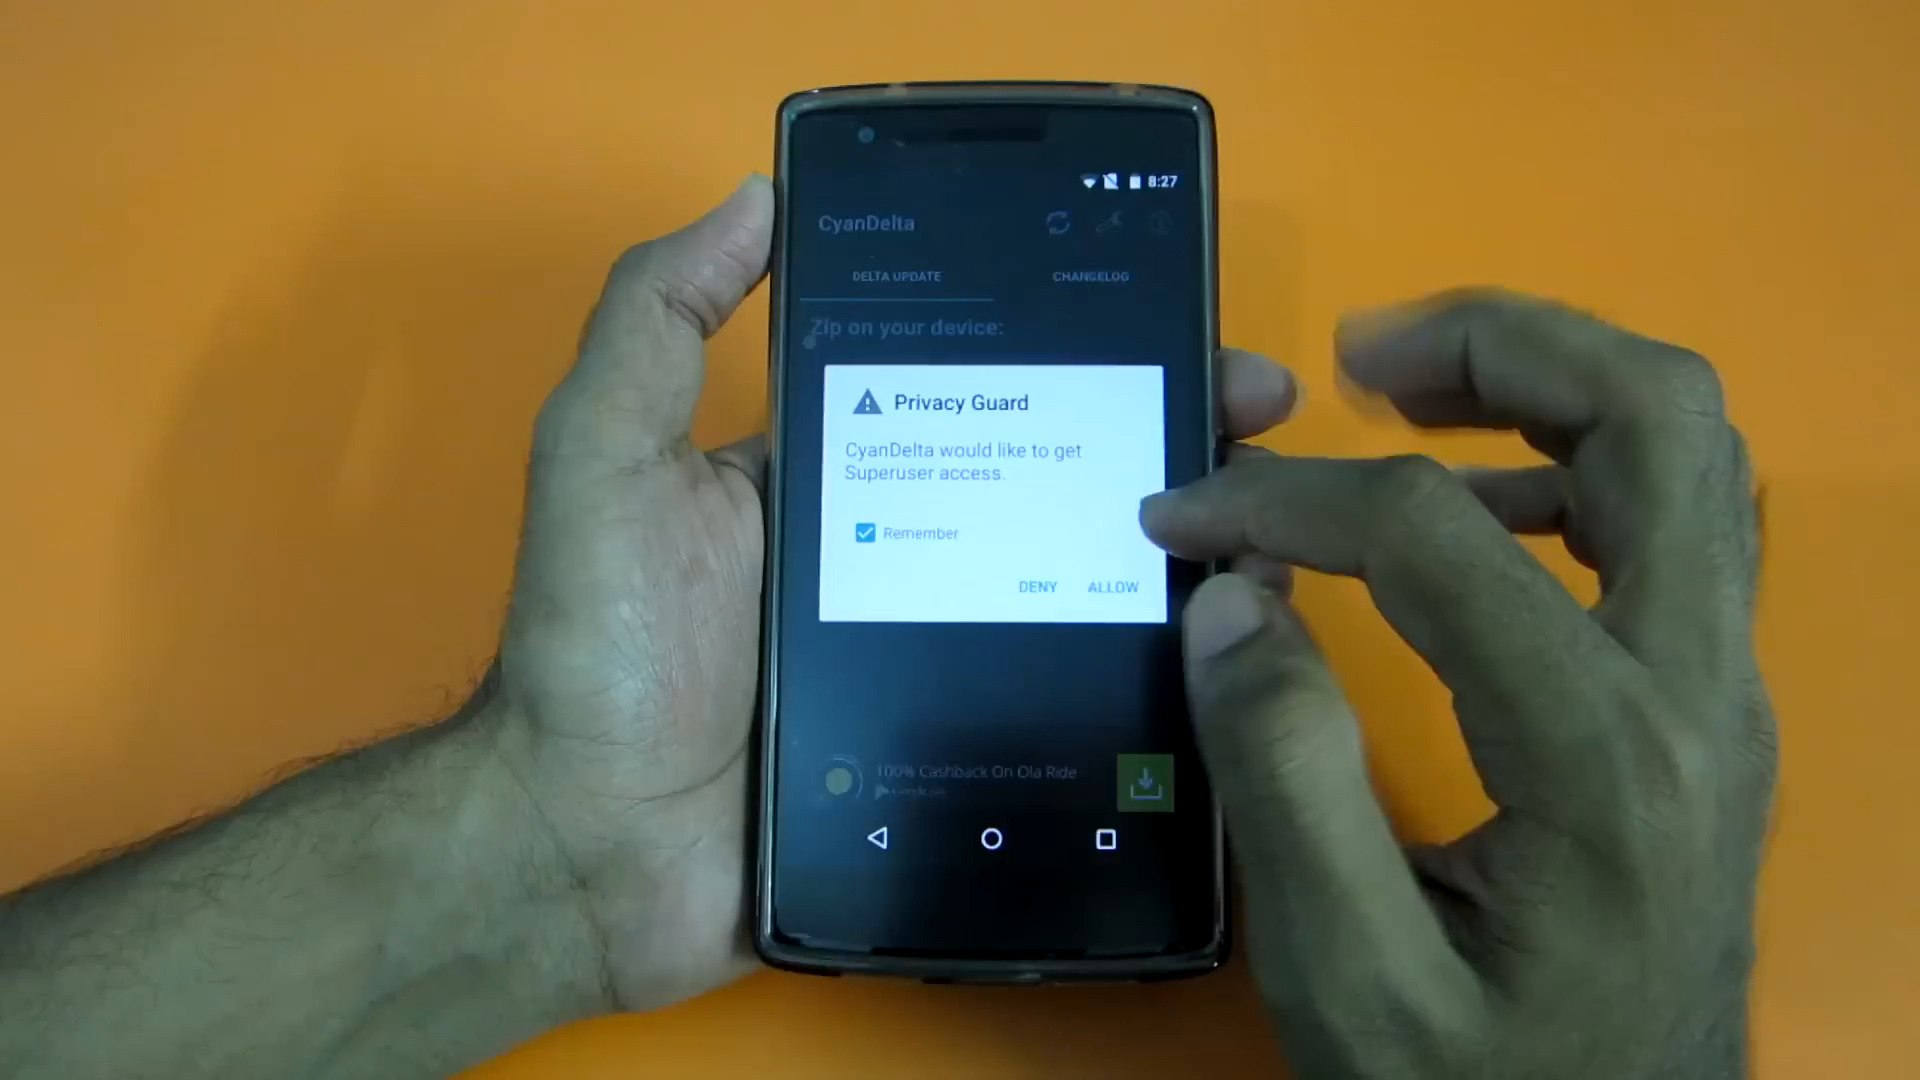 8:27
CyanDelta
DELTA UPDATE
CHANGELOG
Zip on your device:
Privacy Guard
CyanDelta would like to get
Superuser access.
Remember
DENY
ALLOW
100% Cashback On Ola Ride